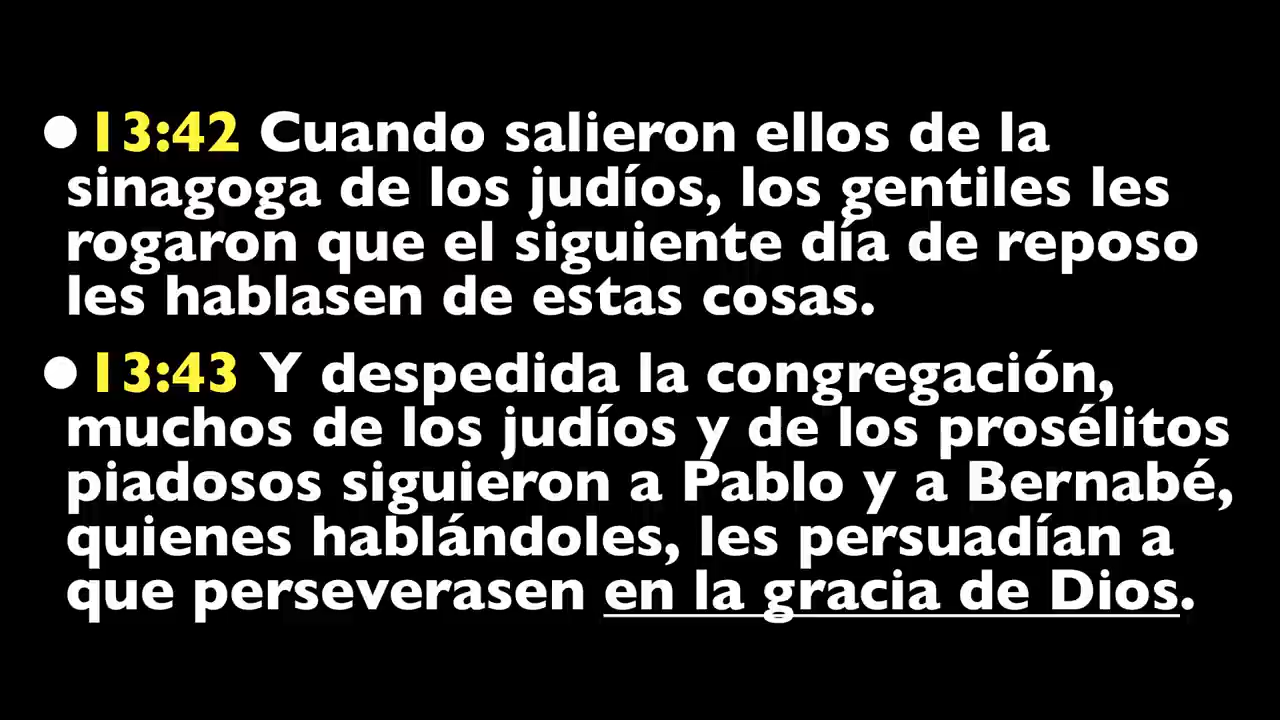 ●13:42 Cuando salieron ellos de la
sinagoga de los judíos, los gentiles les
rogaron que el siguiente día de reposo
les hablasen de estas cosas.
●13:43 Y despedida la congregación,
muchos de los judíos y de los prosélitos
piadosos siguieron a Pablo y a Bernabé,
quienes hablándoles, les persuadían a
que perseverasen en la gracia de Dios.